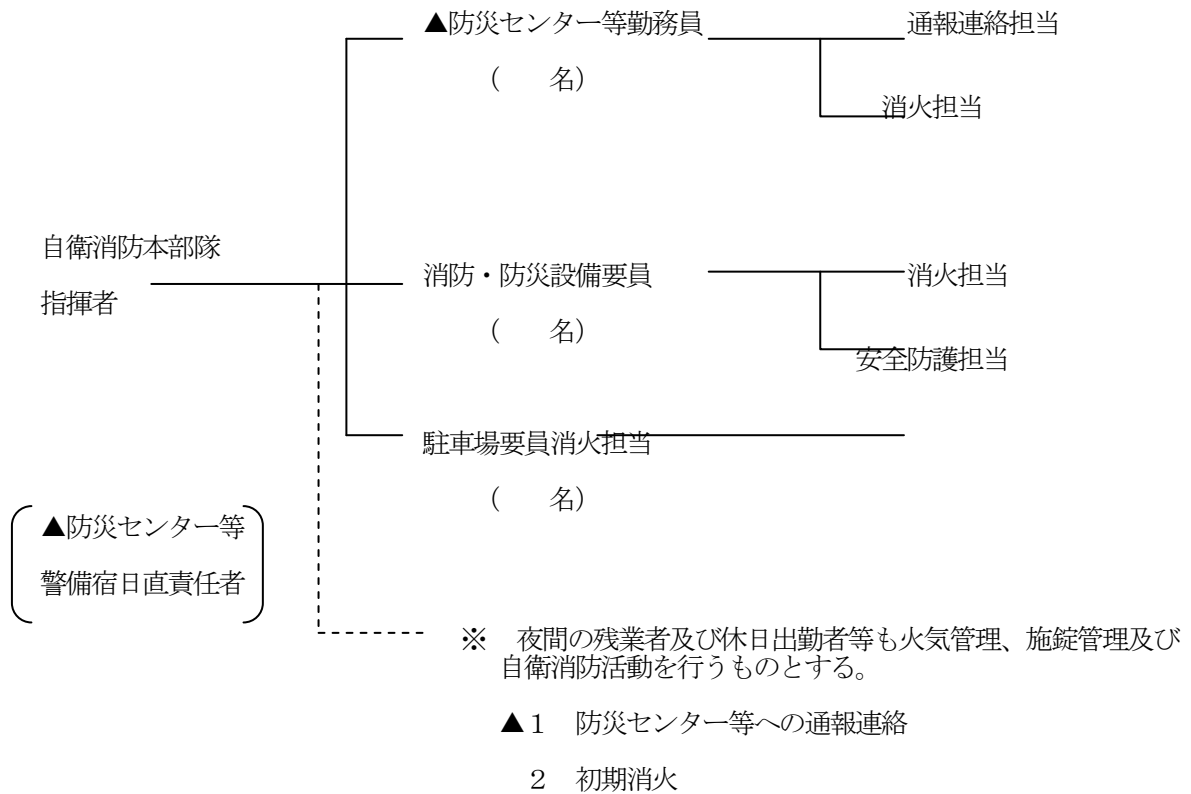 ▲防災センター等勤務員 通報連絡担当
(　　名)
消火担当
自衛消防本部隊
指揮者
消防・防災設備要員 消火担当
(　　名)
安全防護担当
駐車場要員消火担当
(　　名)
▲防災センター等
警備宿日直責任者
※　夜間の残業者及び休日出勤者等も火気管理、施錠管理及び
自衛消防活動を行うものとする。
▲１　防災センター等への通報連絡
２　初期消火